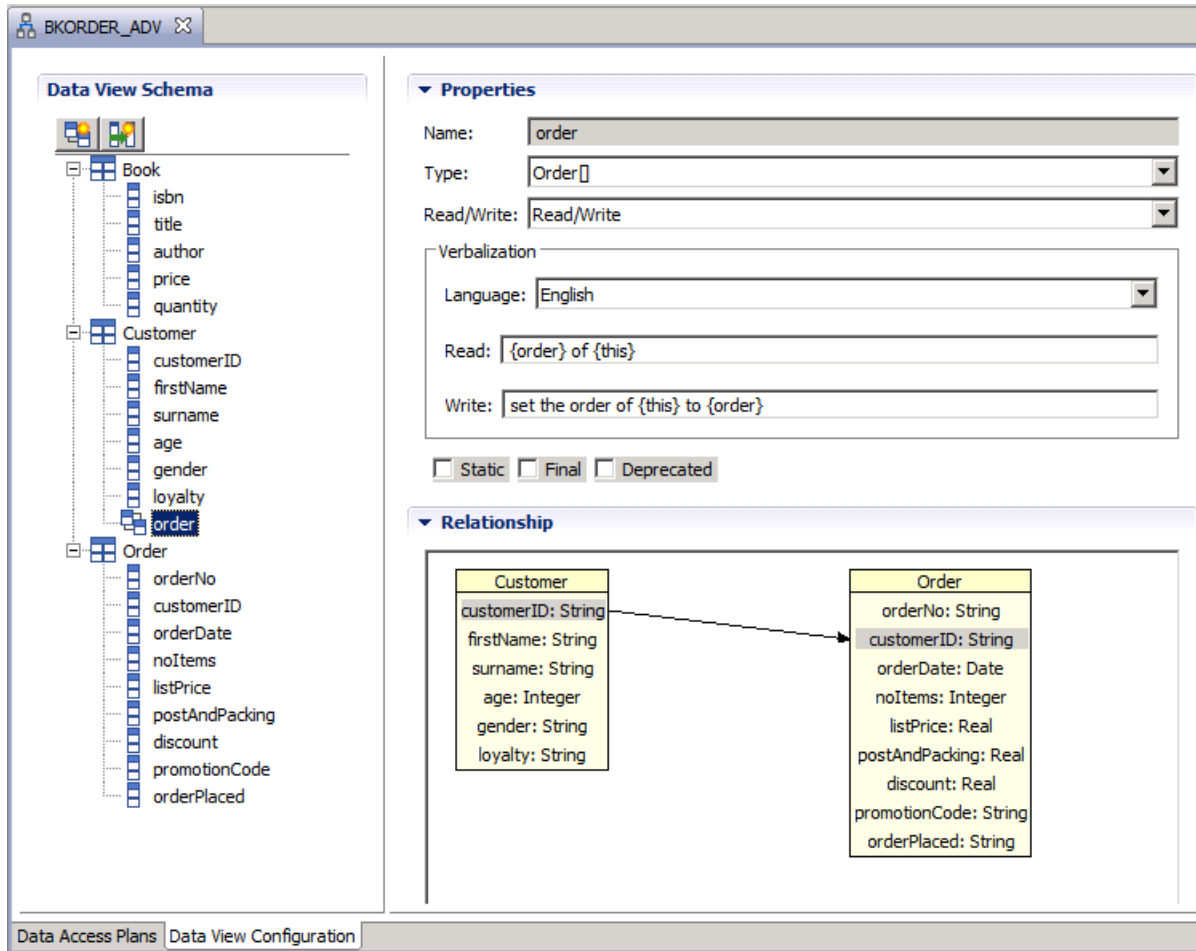 BKORDER_ADV
Data View Schema
Book
isbn
title
author
price
quantity
Customer
customerID
firstName
surname
age
gender
loyalty
order
Order
orderNo
customerID
orderDate
noItems
listPrice
postAndPacking
discount
promotionCode
orderPlaced
Properties
Name: order
Type: Order[]
Read/Write: Read/Write
Verbalization
Language: English
Read: {order} of {this}
Write: set the order of {this} to {order}
Static Final Deprecated
Relationship
Customer
customerID: String
firstName: String
surname: String
age: Integer
gender: String
loyalty: String
Order
orderNo: String
customerID: String
orderDate: Date
noItems: Integer
listPrice: Real
postAndPacking: Real
discount: Real
promotionCode: String
orderPlaced: String
Data Access Plans Data View Configuration